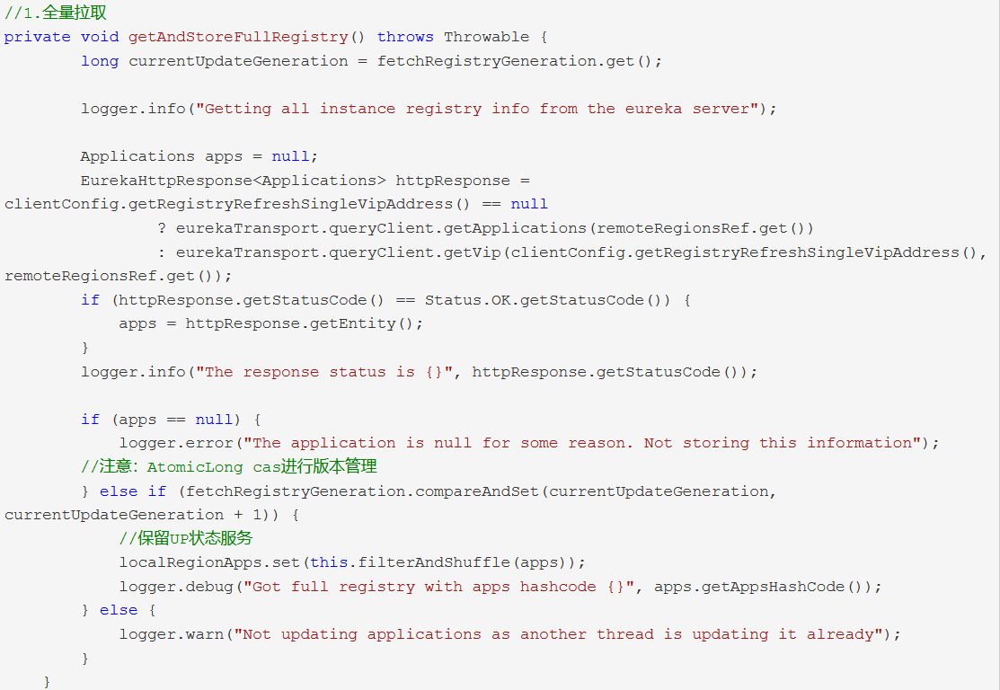 //1.全量拉取
private void getAndStoreFullRegistry() throws Throwable {
        long currentUpdateGeneration = fetchRegistryGeneration.get();

        logger.info("Getting all instance registry info from the eureka server");

        Applications apps = null;
        EurekaHttpResponse<Applications> httpResponse =
clientConfig.getRegistryRefreshSingleVipAddress() == null
                ? eurekaTransport.queryClient.getApplications(remoteRegionsRef.get())
                : eurekaTransport.queryClient.getVip(clientConfig.getRegistryRefreshSingleVipAddress(),
remoteRegionsRef.get());
        if (httpResponse.getStatusCode() == Status.OK.getStatusCode()) {
            apps = httpResponse.getEntity();
        }
        logger.info("The response status is {}", httpResponse.getStatusCode());

        if (apps == null) {
            logger.error("The application is null for some reason. Not storing this information");
        //注意：AtomicLong cas进行版本管理
        } else if (fetchRegistryGeneration.compareAndSet(currentUpdateGeneration,
currentUpdateGeneration + 1)) {
            //保留UP状态服务
            localRegionApps.set(this.filterAndShuffle(apps));
            logger.debug("Got full registry with apps hashcode {}", apps.getAppsHashCode());
        } else {
            logger.warn("Not updating applications as another thread is updating it already");
        }
    }